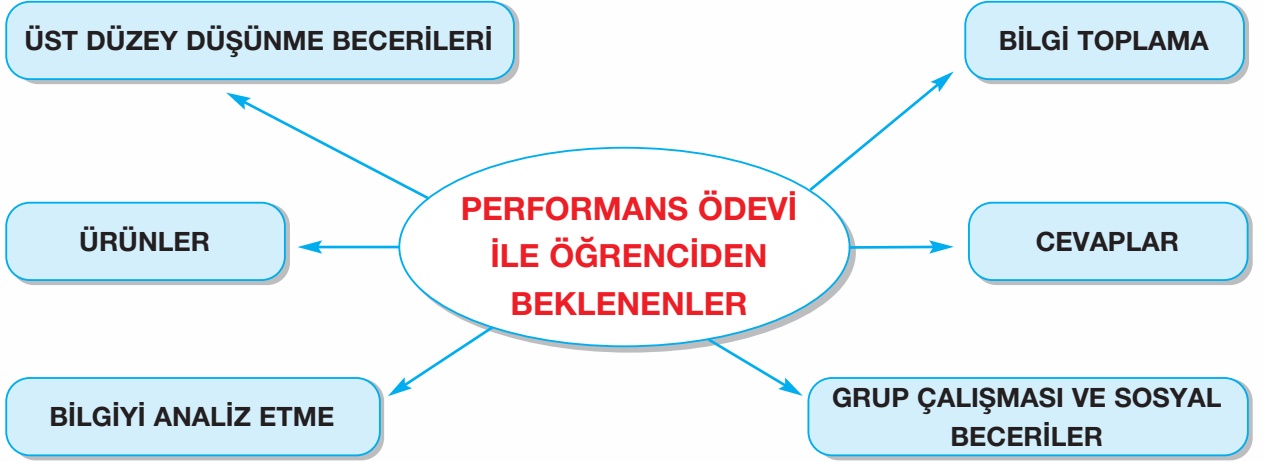 ÜST DÜZEY DÜŞÜNME BECERİLERİ
BİLGİ TOPLAMA
PERFORMANS ÖDEVİ
İLE ÖĞRENCİDEN
BEKLENENLER
ÜRÜNLER
CEVAPLAR
BİLGİYİ ANALİZ ETME
GRUP ÇALIŞMASI VE SOSYAL
BECERİLER